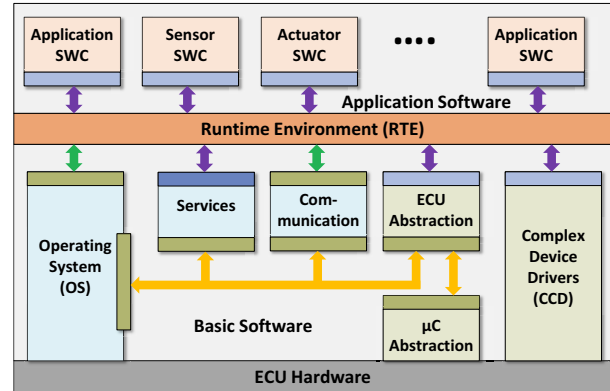 Application
SWC
Sensor
SWC
Actuator
SWC
Application
SWC
Application Software
Runtime Environment (RTE)
Operating
System
(OS)
Services
Com-
munication
ECU
Abstraction
Complex
Device
Drivers
(CCD)
Basic Software
µC
Abstraction
ECU Hardware